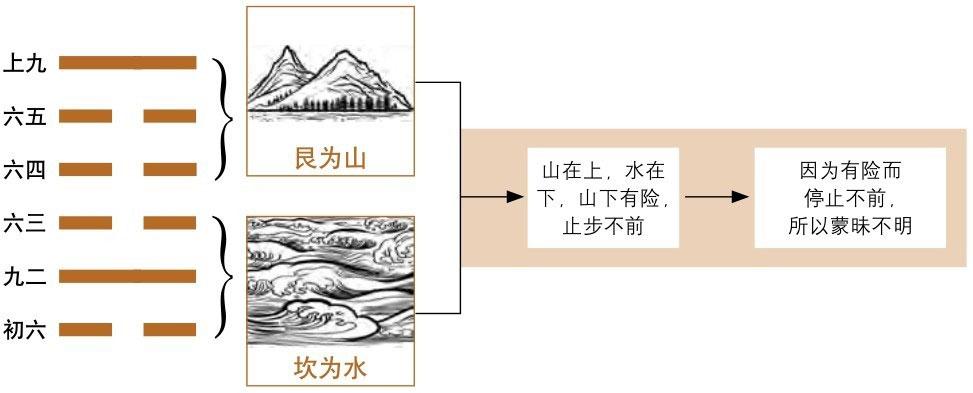 上九
六五
六四
六三
九二
初六
艮为山
坎为水
山在上，水在
下，山下有险，
止步不前
因为有险而
停止不前，
所以蒙昧不明